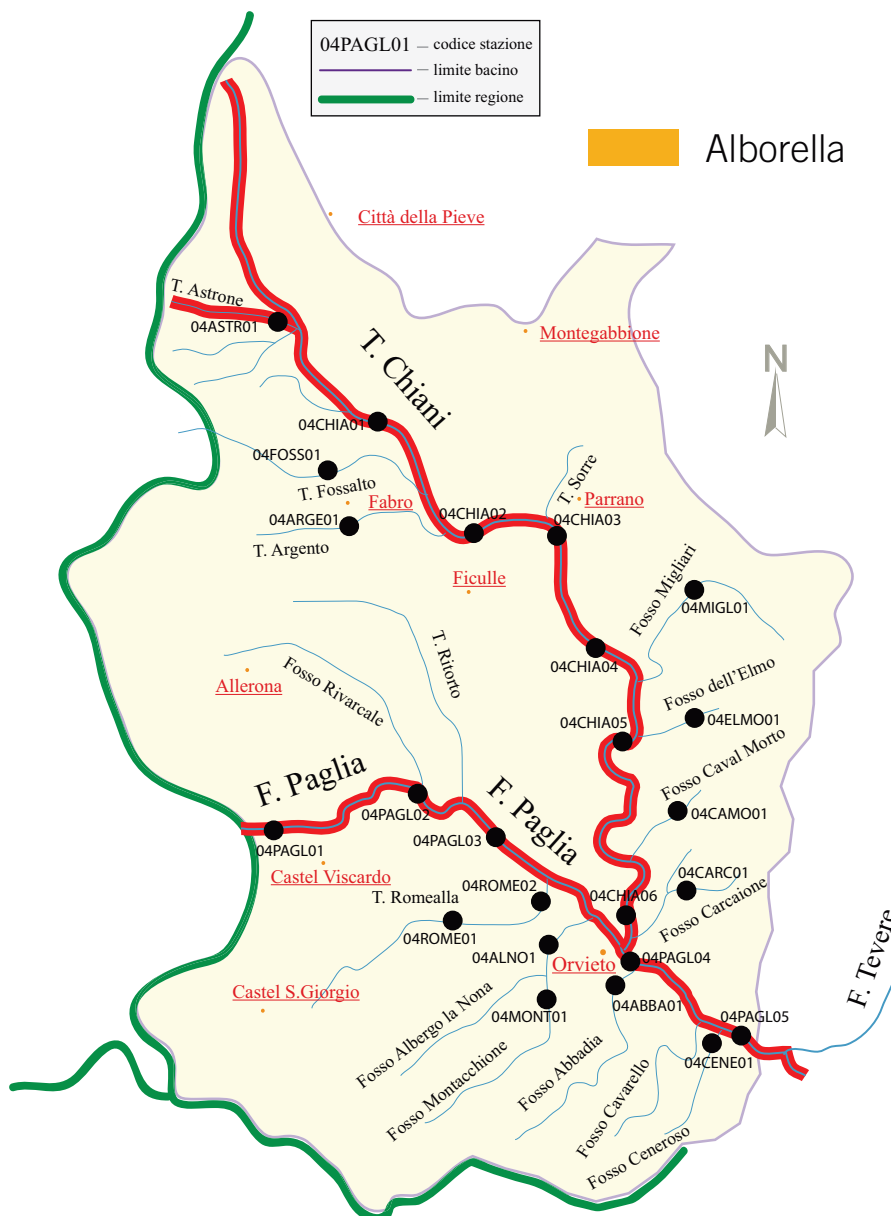 04PAGL01 — codice stazione
— limite bacino
— limite regione
Alborella
Città della Pieve
T. Astrone
04ASTR01
Montegabbione
N
T. Chiani
04CHIA01
04FOSS01
T. Fossalto
Fabro
04ARGE01
T. Argento
04CHIA02
T. Sorre
Parrano
04CHIA03
Ficulle
Fosso Migliari
04MIGL01
04CHIA04
T. Ritorto
Fosso Rivarcale
Allerona
Fosso dell'Elmo
04ELMO01
04CHIA05
Fosso Caval Morto
04CAMO01
F. Paglia
F. Paglia
04PAGL02
04PAGL01
04PAGL03
Castel Viscardo
04ROME02
T. Romealla
04ROME01
04CHIA06
04CARC01
Fosso Carcaione
04ALNO1
Orvieto
04PAGL04
Castel S.Giorgio
04MONT01
04ABBA01
04PAGL05
F. Tevere
04CENE01
Fosso Albergo la Nona
Fosso Montacchione
Fosso Abbadia
Fosso Cavarello
Fosso Ceneroso